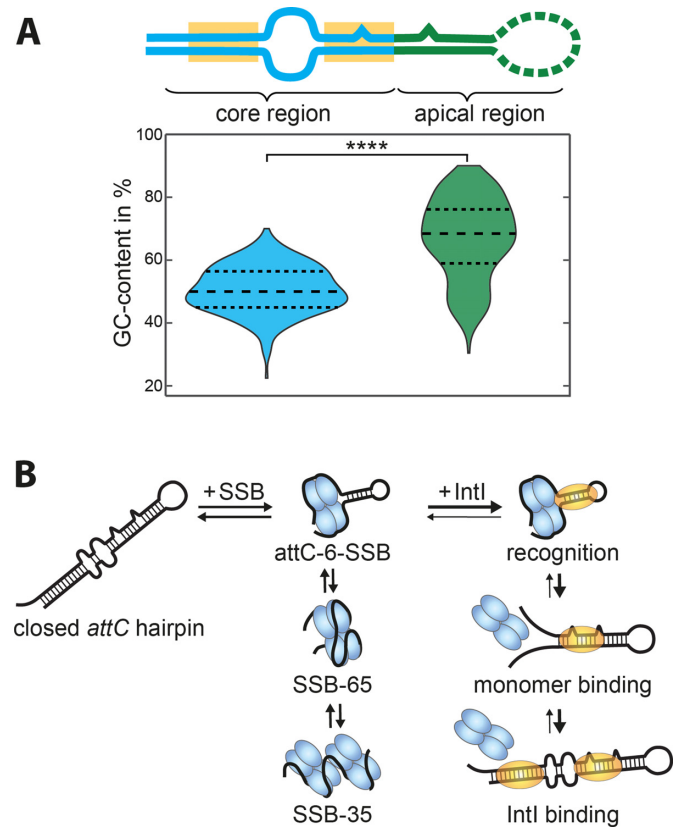 A
core region
apical region
****
GC-content in %
100
80
60
40
20
B
+SSB
+IntI
closed attC hairpin
attC-6-SSB
recognition
SSB-65
monomer binding
SSB-35
IntI binding